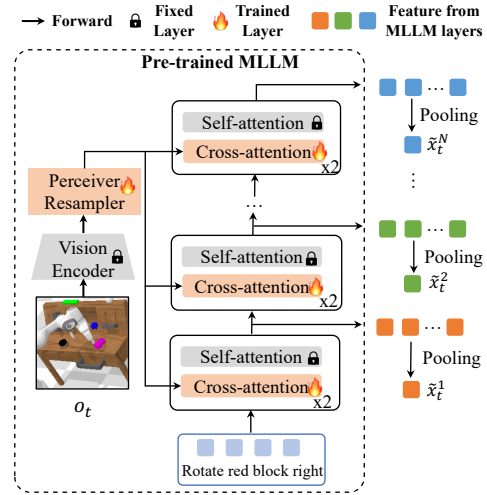 Forward
Fixed
Layer
Trained
Layer
Feature from
MLLM layers
Pre-trained MLLM
Self-attention
Cross-attention
x2
Pooling
x̃_t^N
Perceiver
Resampler
...
⋮
Vision
Encoder
Self-attention
Cross-attention
x2
Pooling
x̃_t^2
Self-attention
Cross-attention
x2
Pooling
x̃_t^1
o_t
Rotate red block right